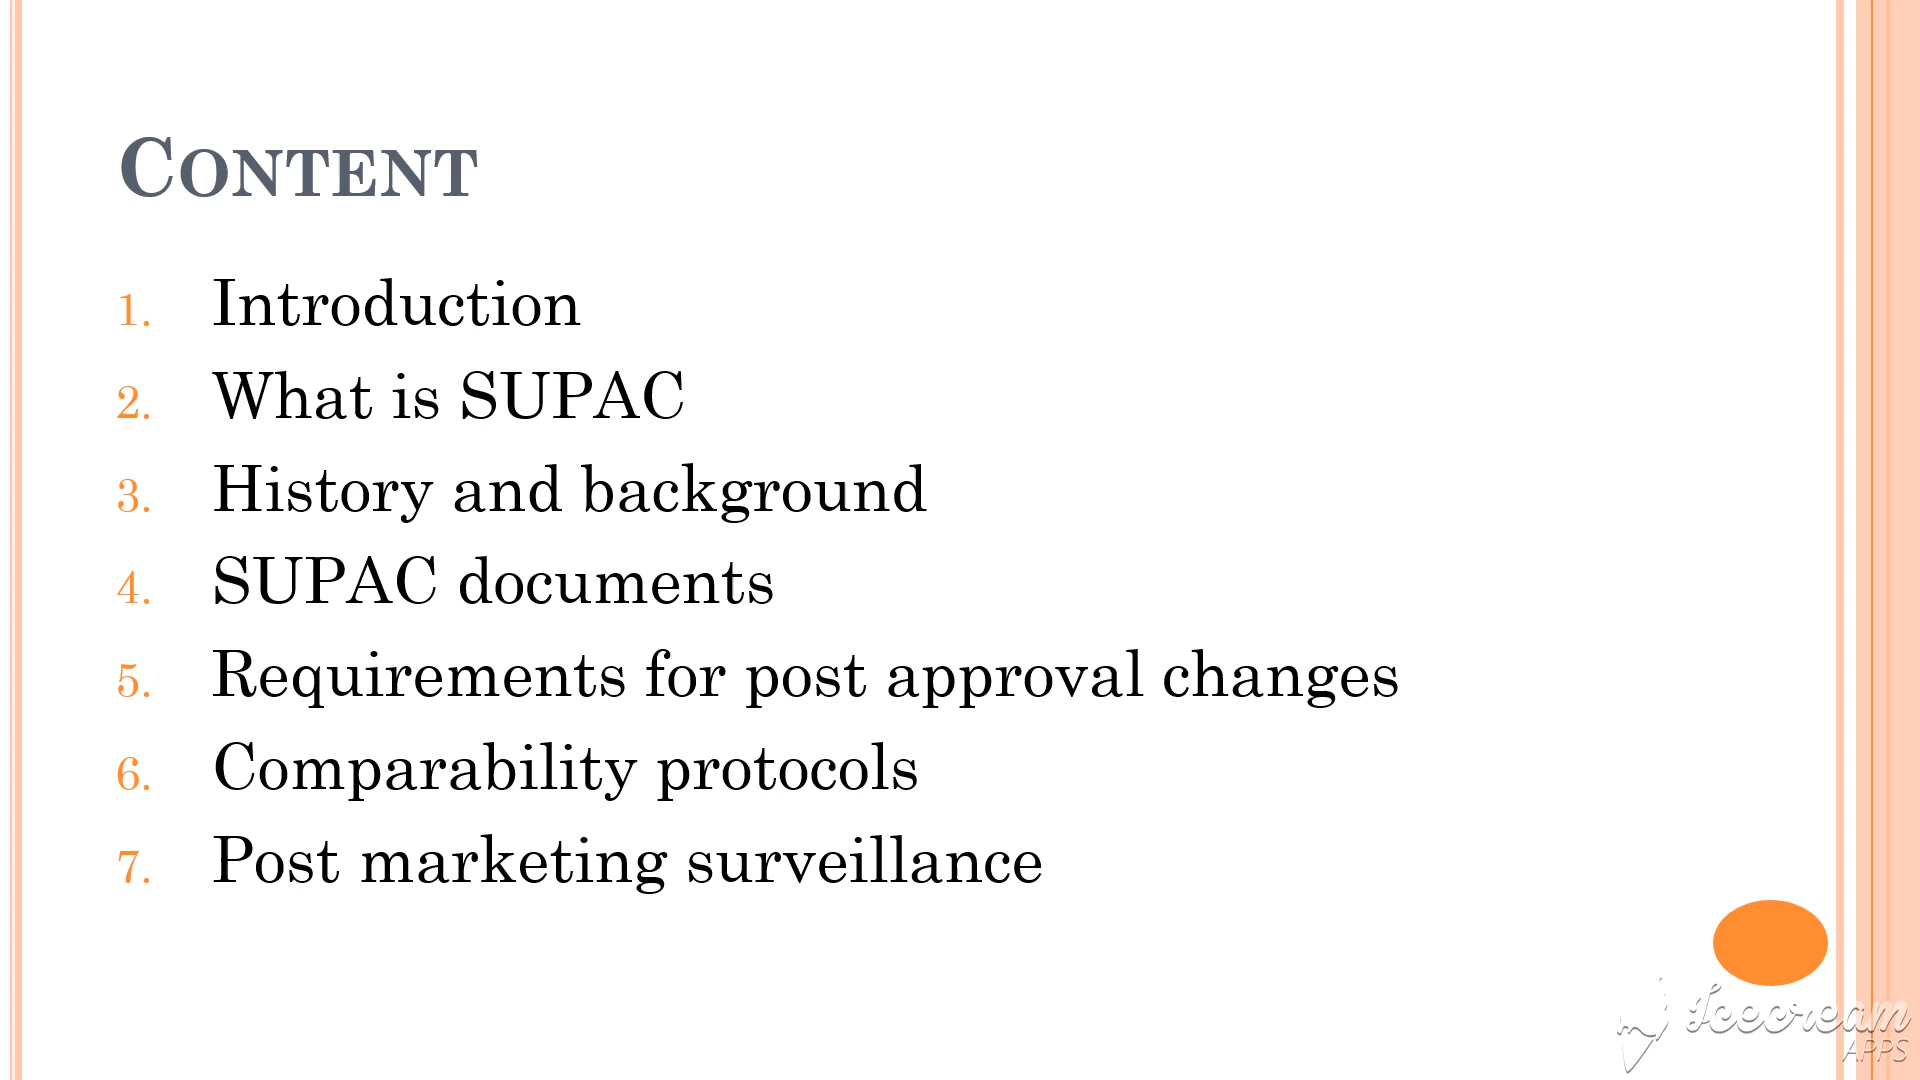 CONTENT
1. Introduction
2. What is SUPAC
3. History and background
4. SUPAC documents
5. Requirements for post approval changes
6. Comparability protocols
7. Post marketing surveillance
Icecream
APPS